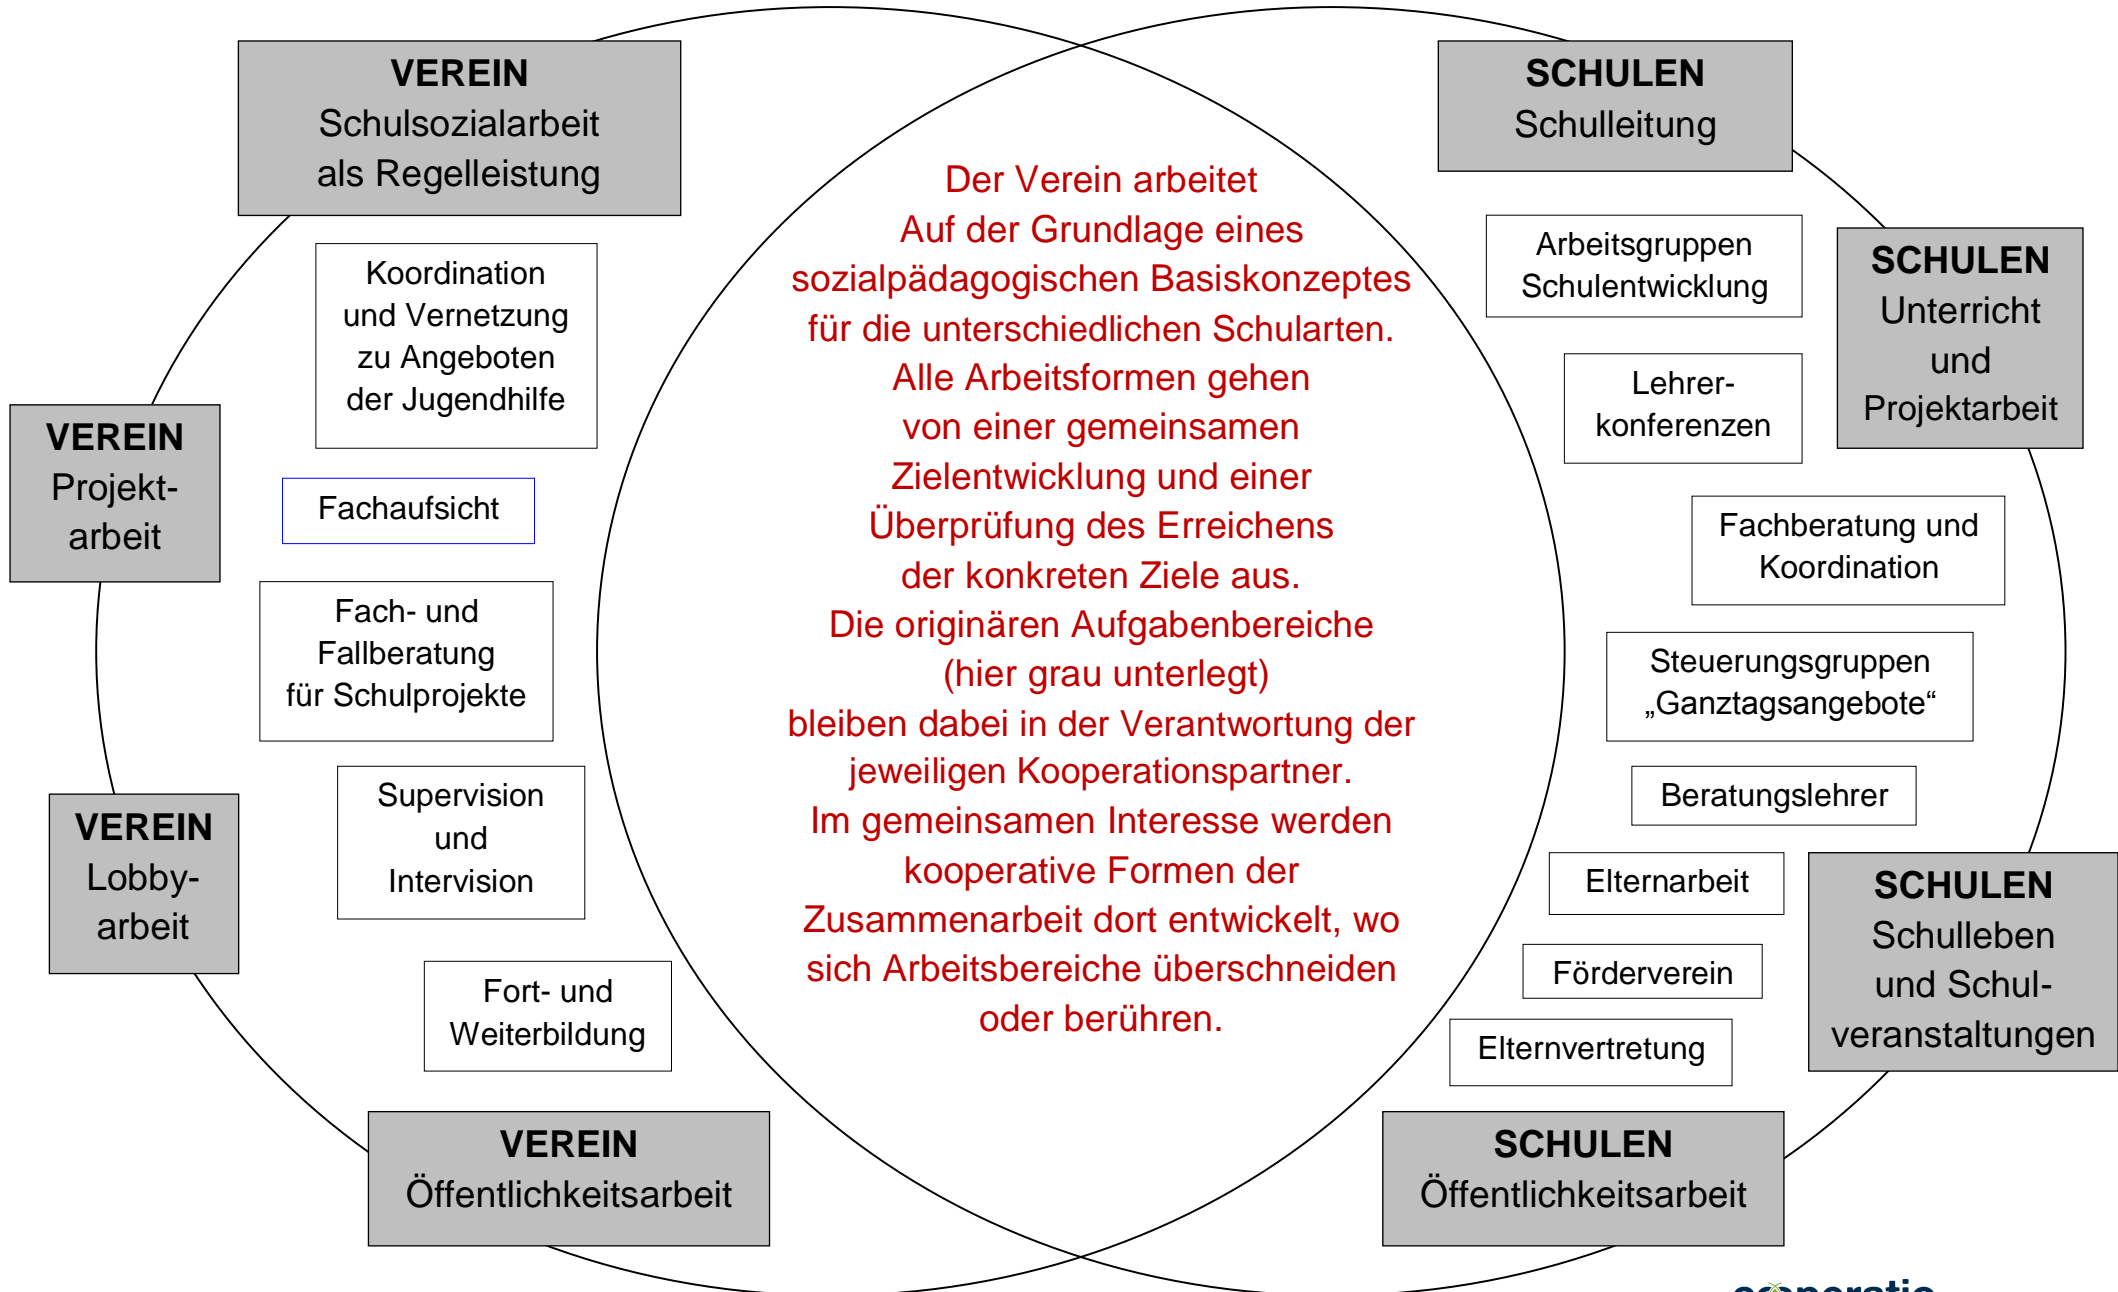 VEREIN
Schulsozialarbeit
als Regelleistung
Koordination
und Vernetzung
zu Angeboten
der Jugendhilfe
VEREIN
Projekt-
arbeit
Fachaufsicht
Fach- und
Fallberatung
für Schulprojekte
VEREIN
Lobby-
arbeit
Supervision
und
Intervision
Fort- und
Weiterbildung
VEREIN
Öffentlichkeitsarbeit
Der Verein arbeitet
Auf der Grundlage eines
sozialpädagogischen Basiskonzeptes
für die unterschiedlichen Schularten.
Alle Arbeitsformen gehen
von einer gemeinsamen
Zielentwicklung und einer
Überprüfung des Erreichens
der konkreten Ziele aus.
Die originären Aufgabenbereiche
(hier grau unterlegt)
bleiben dabei in der Verantwortung der
jeweiligen Kooperationspartner.
Im gemeinsamen Interesse werden
kooperative Formen der
Zusammenarbeit dort entwickelt, wo
sich Arbeitsbereiche überschneiden
oder berühren.
SCHULEN
Schulleitung
Arbeitsgruppen
Schulentwicklung
SCHULEN
Unterricht
und
Projektarbeit
Lehrer-
konferenzen
Fachberatung und
Koordination
Steuerungsgruppen
„Ganztagsangebote“
Beratungslehrer
Elternarbeit
SCHULEN
Schulleben
und Schul-
veranstaltungen
Förderverein
Elternvertretung
SCHULEN
Öffentlichkeitsarbeit